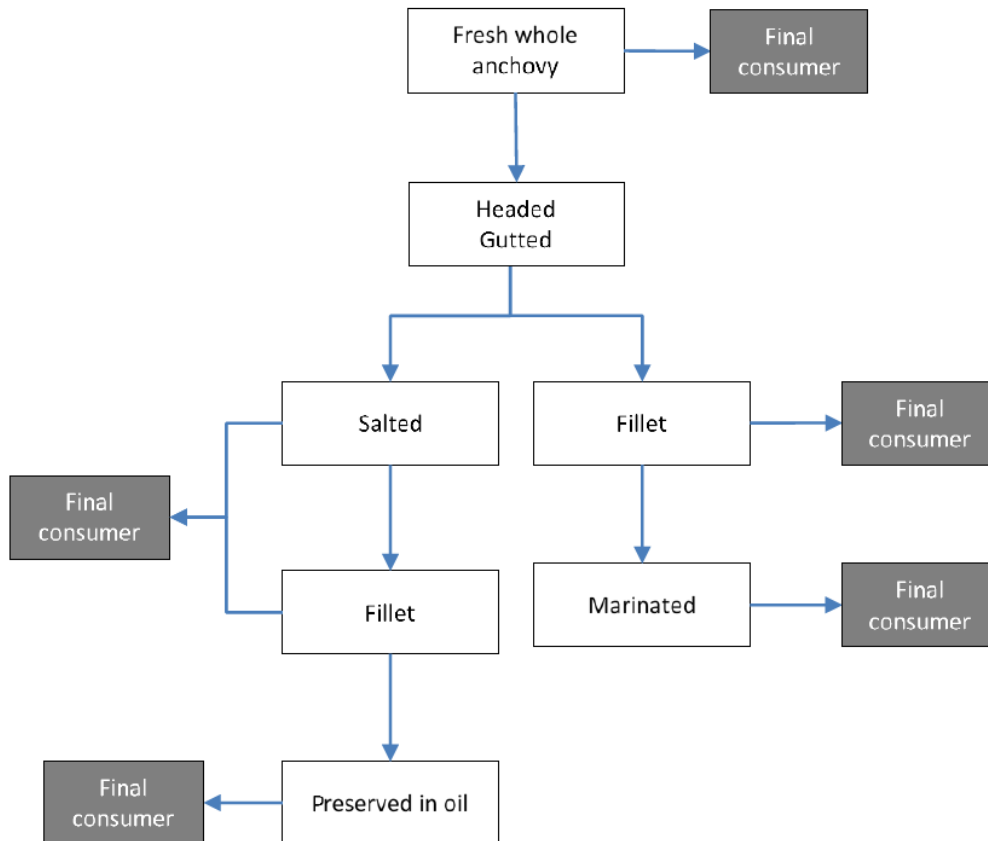 Fresh whole
anchovy
Final
consumer
Headed
Gutted
Salted
Fillet
Final
consumer
Final
consumer
Fillet
Marinated
Final
consumer
Final
consumer
Preserved in oil